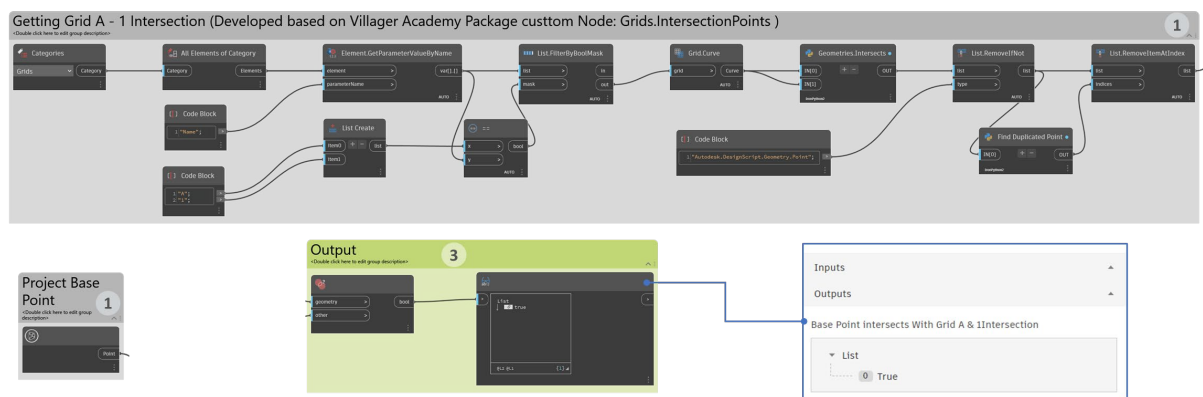 Getting Grid A - 1 Intersection (Developed based on Villager Academy Package custtom Node: Grids.IntersectionPoints )
<Double click here to edit group description>
1
Categories
Grids
Category
All Elements of Category
Category
Elements
Element.GetParameterValueByName
element
>
var[]..[]
parameterName
>
AUTO
List.FilterByBoolMask
list
>
in
mask
>
out
AUTO
Grid.Curve
grid
>
Curve
AUTO
Geometries.Intersects
IN[0]
+ -
OUT
IN[1]
IronPython2
List.RemoveIfNot
list
>
list
type
>
AUTO
List.RemoveItemAtIndex
list
>
list
indices
>
AUTO
Code Block
1 "Name";
>
List Create
item0
+ -
list
item1
==
x
>
bool
y
>
AUTO
Code Block
1 "Autodesk.DesignScript.Geometry.Point";
>
Find Duplicated Point
IN[0]
+ -
OUT
IronPython2
Code Block
1 "A";
2 "1";
>
>
Project Base Point
1
<Double click here to edit group description>
Point
Output
3
<Double click here to edit group description>
geometry
>
bool
other
>
>
List
0 true
@L2 @L1
{1}
>
Inputs
Outputs
Base Point intersects With Grid A & 1Intersection
List
0 True